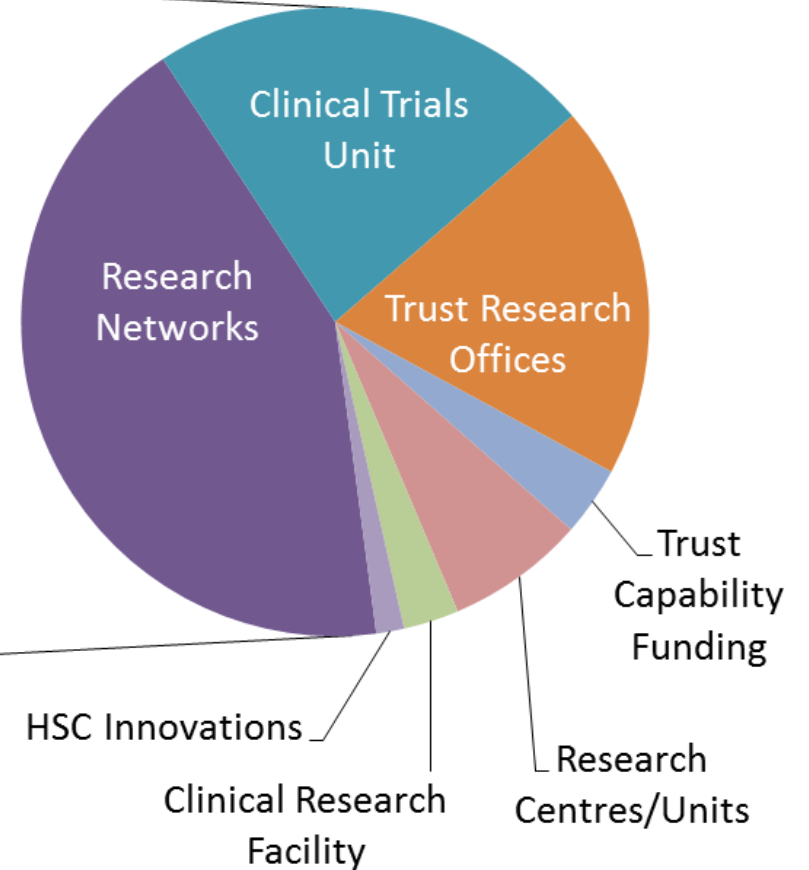 Clinical Trials
Unit
Research
Networks
Trust Research
Offices
Trust
Capability
Funding
HSC Innovations
Research
Centres/Units
Clinical Research
Facility